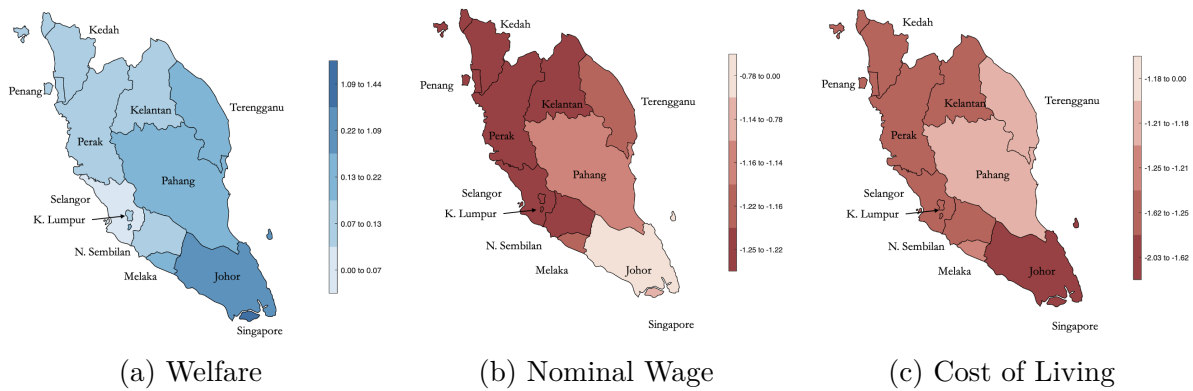 Kedah
Penang
Terengganu
Kelantan
Perak
Pahang
Selangor
K. Lumpur
N. Sembilan
Melaka
Johor
Singapore
1.09 to 1.44
0.22 to 1.09
0.13 to 0.22
0.07 to 0.13
0.00 to 0.07
(a) Welfare
Kedah
Penang
Terengganu
Kelantan
Perak
Pahang
Selangor
K. Lumpur
N. Sembilan
Melaka
Johor
Singapore
-0.78 to 0.00
-1.14 to -0.78
-1.16 to -1.14
-1.22 to -1.16
-1.25 to -1.22
(b) Nominal Wage
Kedah
Penang
Terengganu
Kelantan
Perak
Pahang
Selangor
K. Lumpur
N. Sembilan
Melaka
Johor
Singapore
-1.18 to 0.00
-1.21 to -1.18
-1.25 to -1.21
-1.62 to -1.25
-2.03 to -1.62
(c) Cost of Living